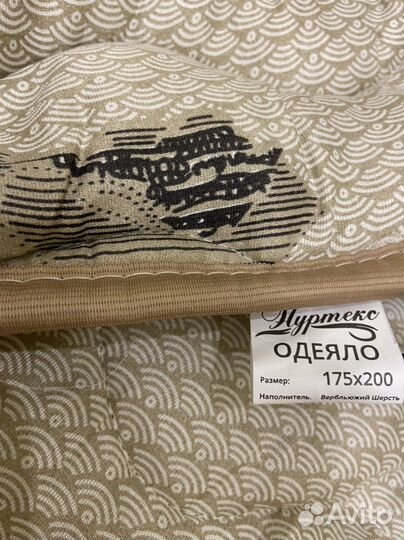 Нуртекс
ОДЕЯЛО
Размер: 175x200
Наполнитель. Верблюжий Шерсть
Avito